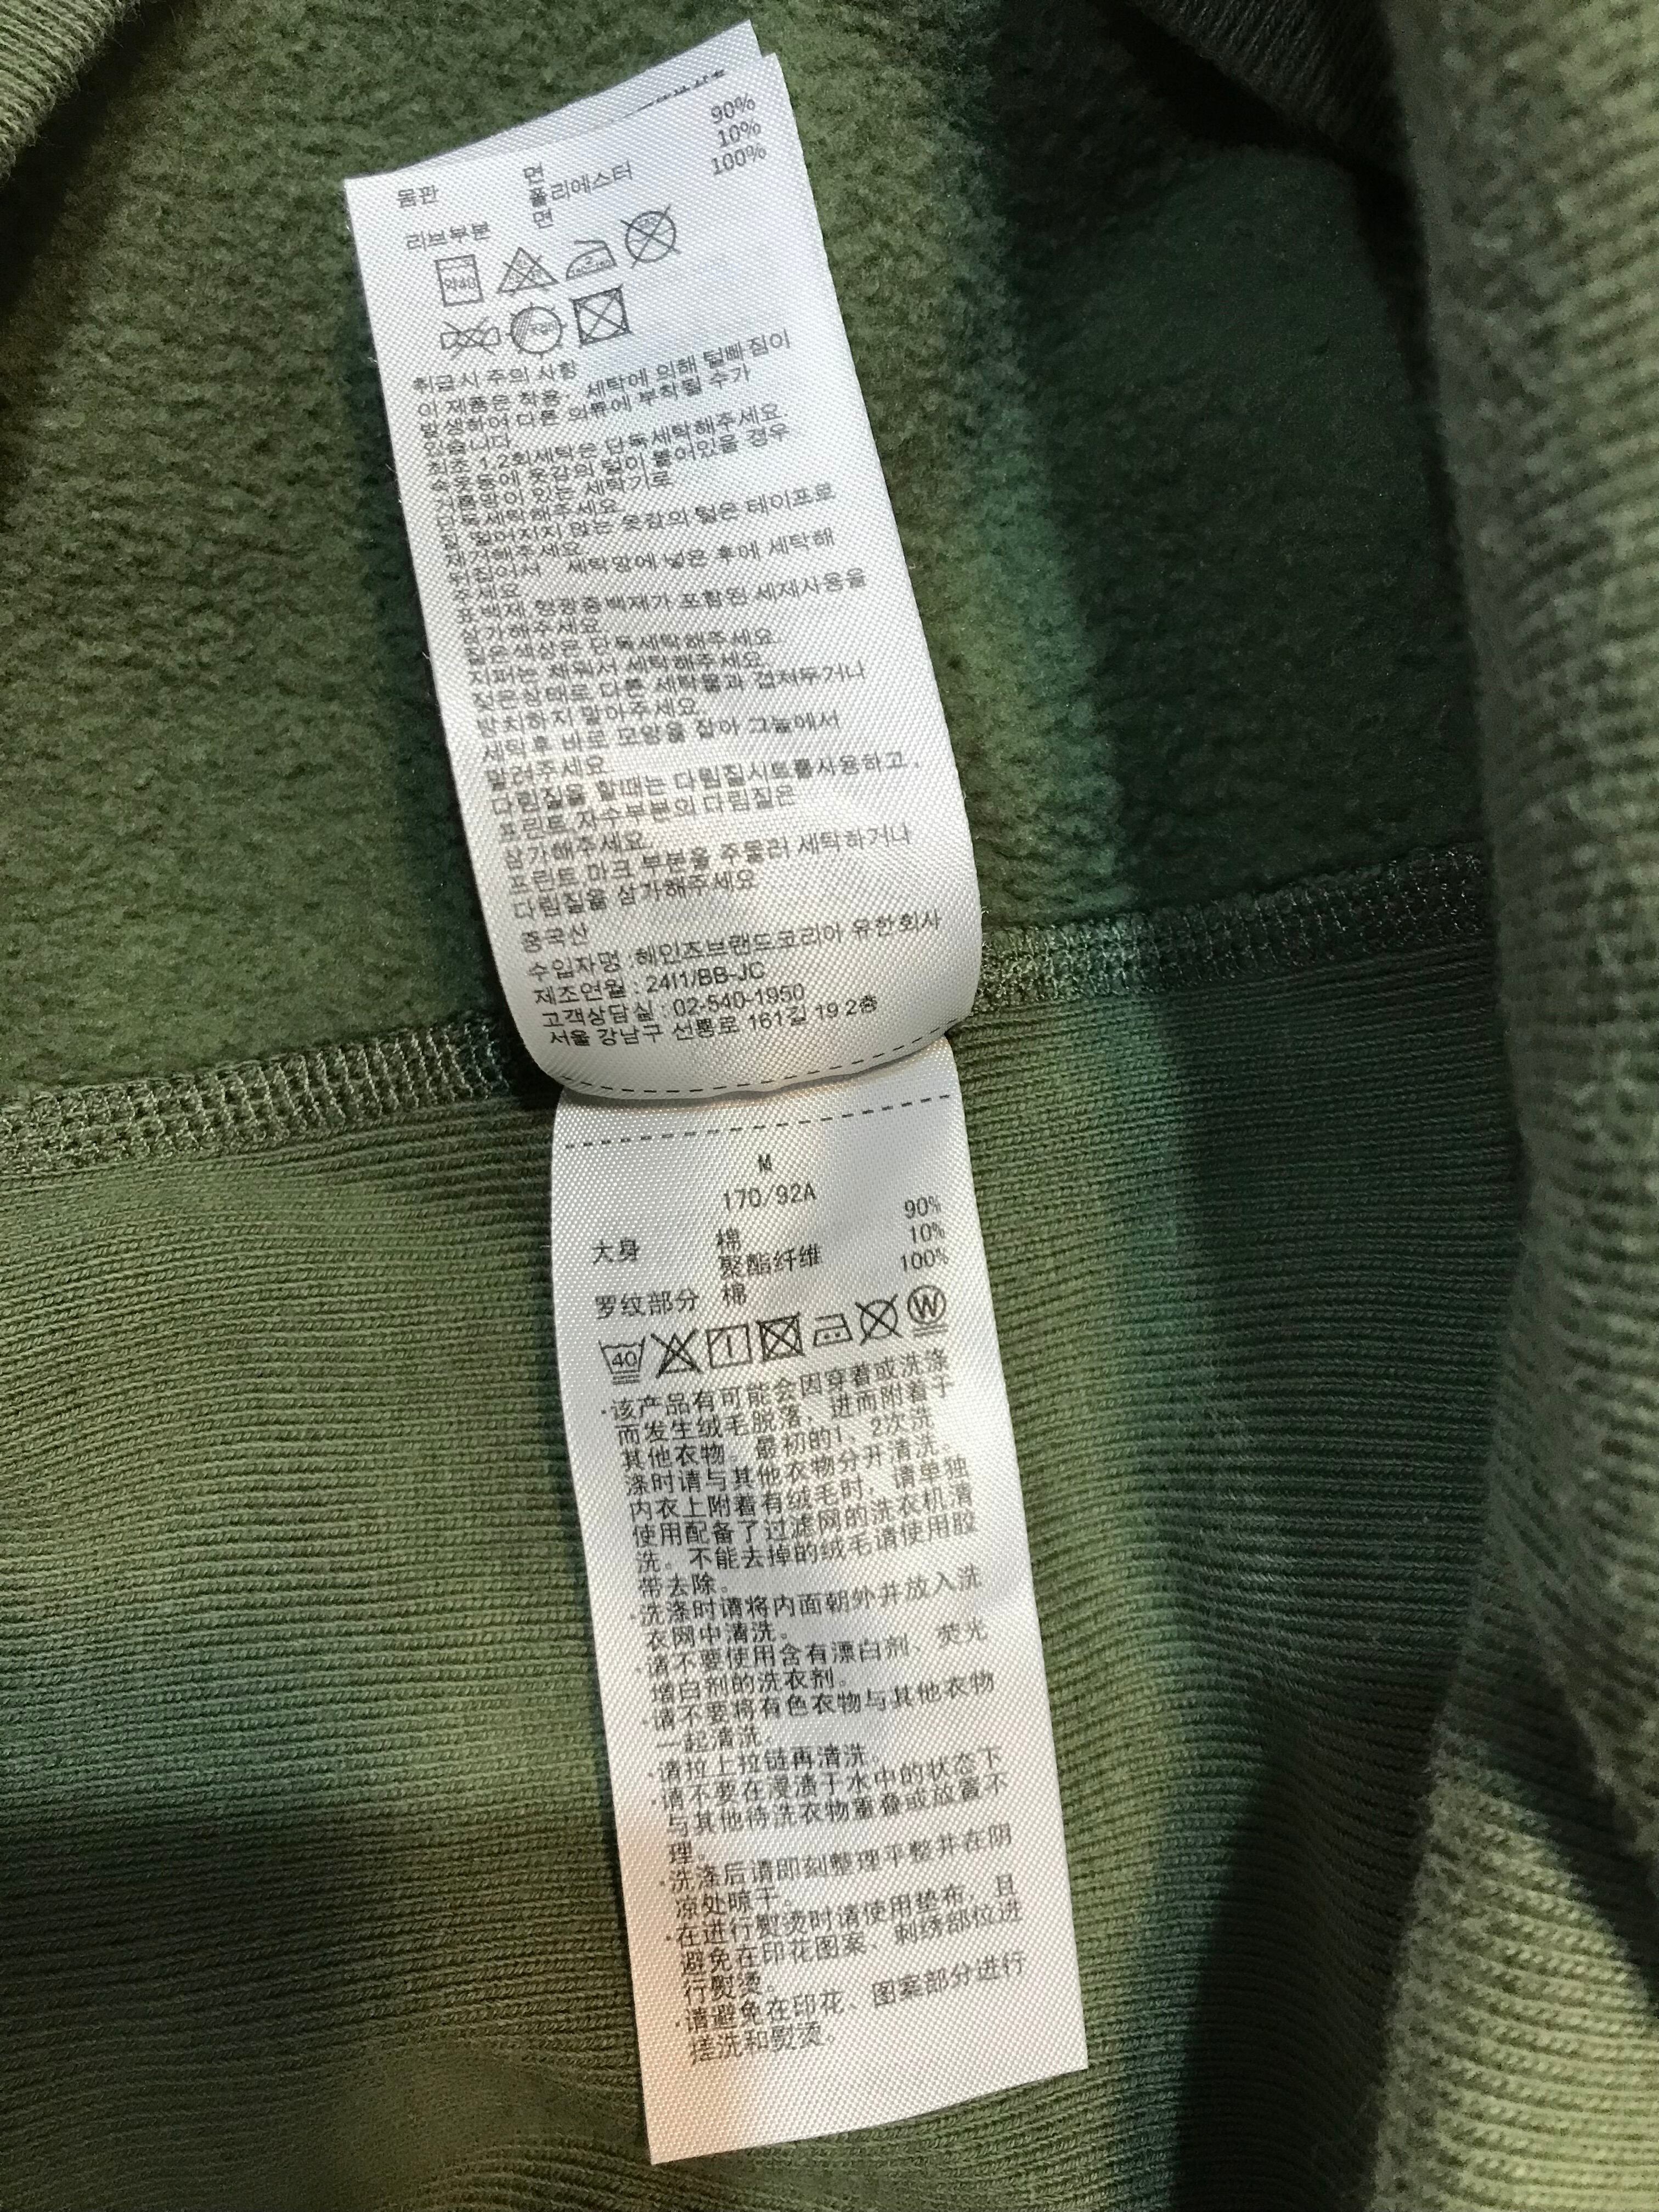 90%
10%
100%
몸판 면
폴리에스터
리브부분 면
약40
취급시 주의 사항
이 제품은 착용、세탁에 의해 털빠짐이
발생하여 다른 의류에 부착될 수가
있습니다.
최초 1,2회세탁은 단독세탁해주세요.
속옷등에 옷감의 털이 붙어있을 경우
거름망이 있는 세탁기로
단독세탁해주세요.
잘 떨어지지 않는 옷감의 털은 테이프로
제거해주세요.
뒤집어서 세탁망에 넣은 후에 세탁해
주세요.
표백제 형광증백제가 포함된 세제사용을
삼가해주세요.
짙은색상은 단독세탁해주세요.
지퍼는 채워서 세탁해주세요.
젖은상태로 다른 세탁물과 겹쳐두거나
방치하지 말아주세요.
세탁후 바로 모양을 잡아 그늘에서
말려주세요
다림질을 할때는 다림질시트를사용하고,
프린트,자수부분의 다림질은
삼가해주세요.
프린트 마크 부분을 주물러 세탁하거나
다림질을 삼가해주세요
중국산
수입자명 :헤인즈브랜드코리아 유한회사
제조연월 : 24I1/BB-JC
고객상담실 : 02-540-1950
서울 강남구 선릉로 161길 19 2층
M
170/92A
大身 棉 90%
聚酯纤维 10%
罗纹部分 棉 100%
40 W
·该产品有可能会因穿着或洗涤
而发生绒毛脱落，进而附着于
其他衣物。最初的1、2次洗
涤时请与其他衣物分开清洗。
内衣上附着有绒毛时，请单独
使用配备了过滤网的洗衣机清
洗。不能去掉的绒毛请使用胶
带去除。
·洗涤时请将内面朝外并放入洗
衣网中清洗。
·请不要使用含有漂白剂、荧光
增白剂的洗衣剂。
·请不要将有色衣物与其他衣物
一起清洗。
·请拉上拉链再清洗。
·请不要在浸渍于水中的状态下
与其他待洗衣物重叠或放置不
理。
·洗涤后请即刻整理平整并在阴
凉处晾干。
·在进行熨烫时请使用垫布，且
避免在印花图案、刺绣部位进
行熨烫。
·请避免在印花、图案部分进行
搓洗和熨烫。